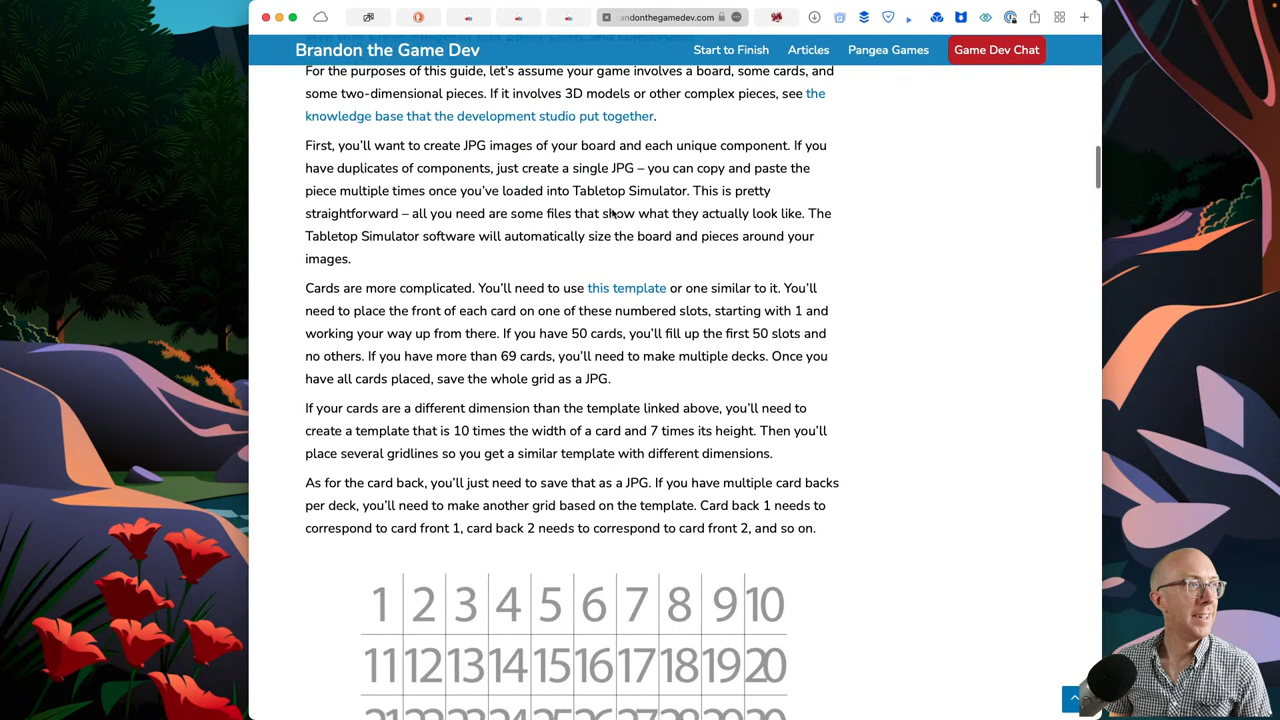 andonthegamedev.com
Brandon the Game Dev
Start to Finish
Articles
Pangea Games
Game Dev Chat
For the purposes of this guide, let's assume your game involves a board, some cards, and
some two-dimensional pieces. If it involves 3D models or other complex pieces, see the
knowledge base that the development studio put together.
First, you'll want to create JPG images of your board and each unique component. If you
have duplicates of components, just create a single JPG – you can copy and paste the
piece multiple times once you've loaded into Tabletop Simulator. This is pretty
straightforward – all you need are some files that show what they actually look like. The
Tabletop Simulator software will automatically size the board and pieces around your
images.
Cards are more complicated. You'll need to use this template or one similar to it. You'll
need to place the front of each card on one of these numbered slots, starting with 1 and
working your way up from there. If you have 50 cards, you'll fill up the first 50 slots and
no others. If you have more than 69 cards, you'll need to make multiple decks. Once you
have all cards placed, save the whole grid as a JPG.
If your cards are a different dimension than the template linked above, you'll need to
create a template that is 10 times the width of a card and 7 times its height. Then you'll
place several gridlines so you get a similar template with different dimensions.
As for the card back, you'll just need to save that as a JPG. If you have multiple card backs
per deck, you'll need to make another grid based on the template. Card back 1 needs to
correspond to card front 1, card back 2 needs to correspond to card front 2, and so on.
1 2 3 4 5 6 7 8 9 10
11 12 13 14 15 16 17 18 19 20